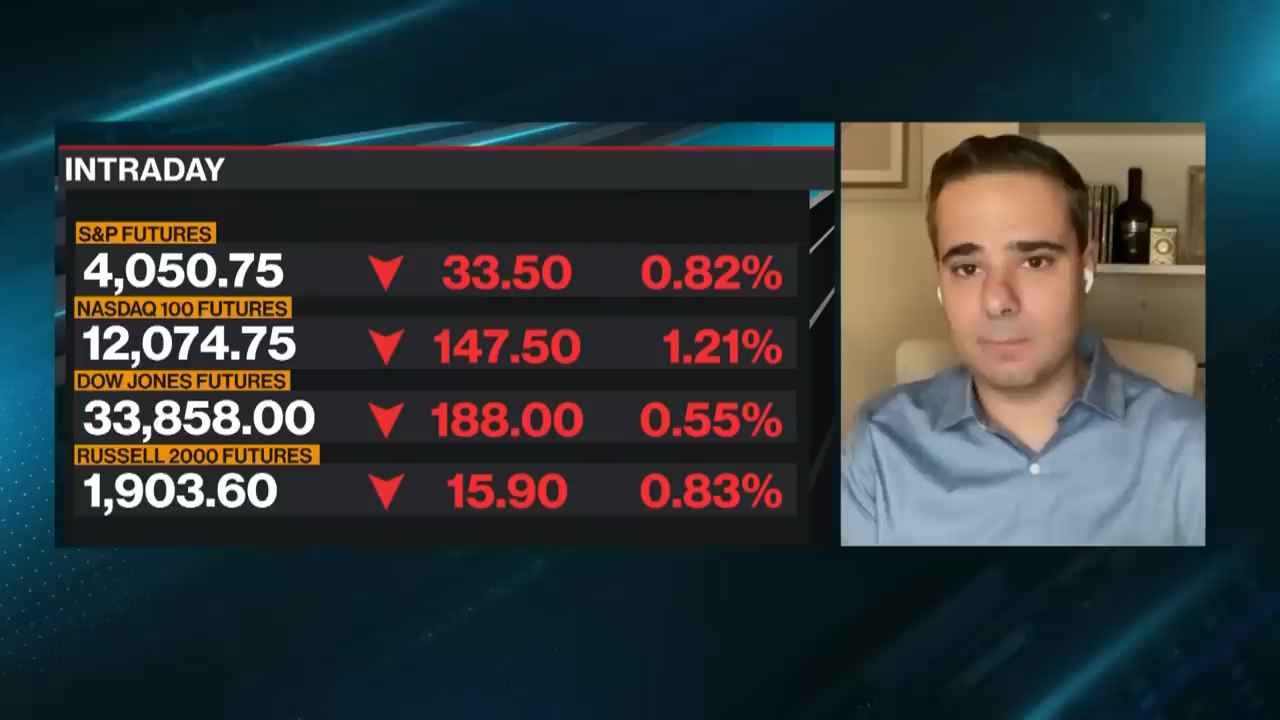 INTRADAY
S&P FUTURES
4,050.75 33.50 0.82%
NASDAQ 100 FUTURES
12,074.75 147.50 1.21%
DOW JONES FUTURES
33,858.00 188.00 0.55%
RUSSELL 2000 FUTURES
1,903.60 15.90 0.83%